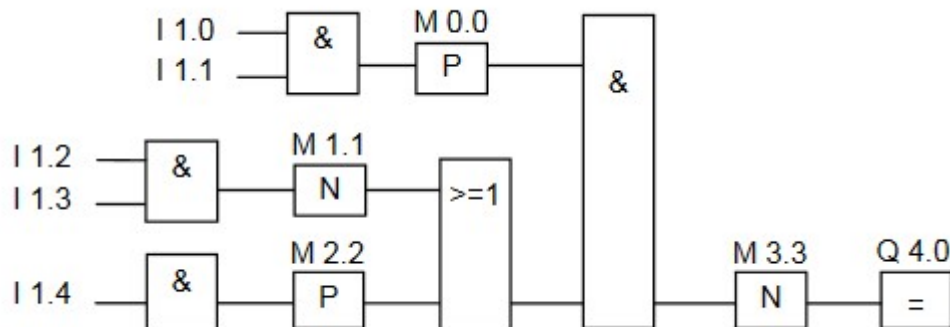 I 1.0
&
M 0.0
I 1.1
P
&
I 1.2
&
M 1.1
I 1.3
N
>=1
I 1.4
&
M 2.2
P
M 3.3
N
Q 4.0
=